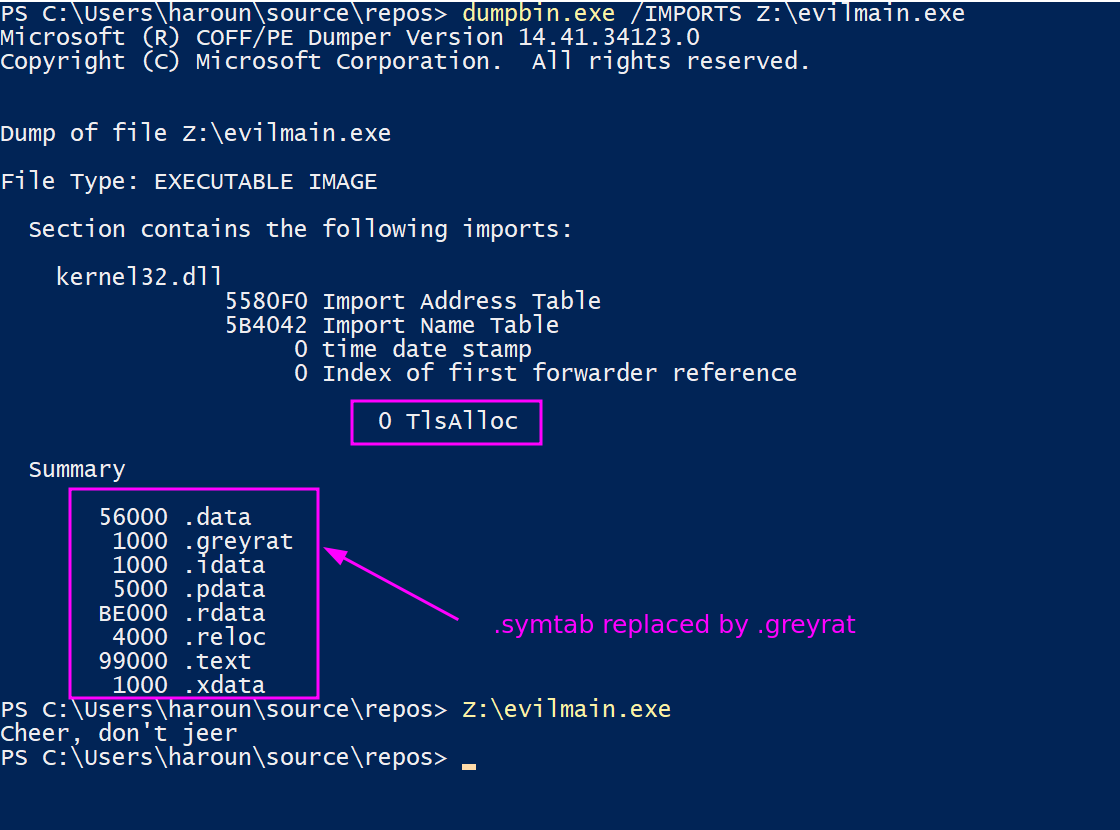 PS C:\Users\haroun\source\repos> dumpbin.exe /IMPORTS Z:\evilmain.exe
Microsoft (R) COFF/PE Dumper Version 14.41.34123.0
Copyright (C) Microsoft Corporation.  All rights reserved.
Dump of file Z:\evilmain.exe
File Type: EXECUTABLE IMAGE
Section contains the following imports:
kernel32.dll
5580F0 Import Address Table
5B4042 Import Name Table
0 time date stamp
0 Index of first forwarder reference
0 TlsAlloc
Summary
56000 .data
1000 .greyrat
1000 .idata
5000 .pdata
BE000 .rdata
4000 .reloc
99000 .text
1000 .xdata
.symtab replaced by .greyrat
PS C:\Users\haroun\source\repos> Z:\evilmain.exe
Cheer, don't jeer
PS C:\Users\haroun\source\repos>